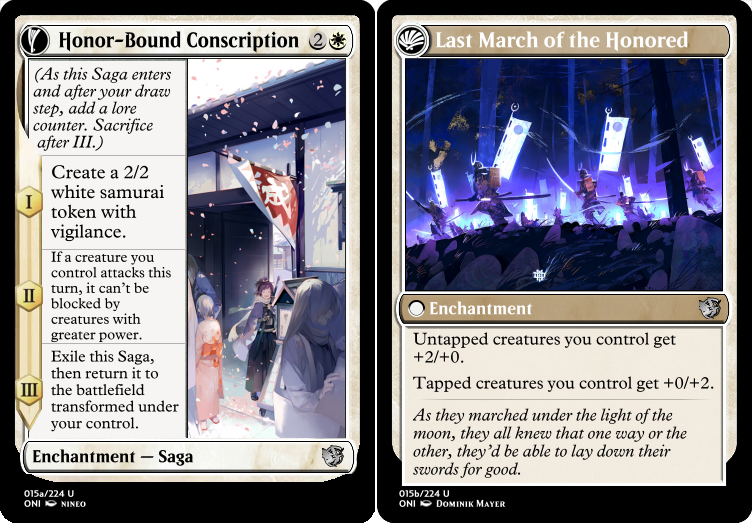 Honor-Bound Conscription 2
(As this Saga enters
and after your draw
step, add a lore
counter. Sacrifice
after III.)
I
Create a 2/2
white samurai
token with
vigilance.
II
If a creature you
control attacks this
turn, it can't be
blocked by
creatures with
greater power.
III
Exile this Saga,
then return it to
the battlefield
transformed under
your control.
Enchantment — Saga
015a/224 U
ONI NINEO
Last March of the Honored
Enchantment
Untapped creatures you control get
+2/+0.
Tapped creatures you control get +0/+2.
As they marched under the light of the
moon, they all knew that one way or the
other, they'd be able to lay down their
swords for good.
015b/224 U
ONI Dominik Mayer